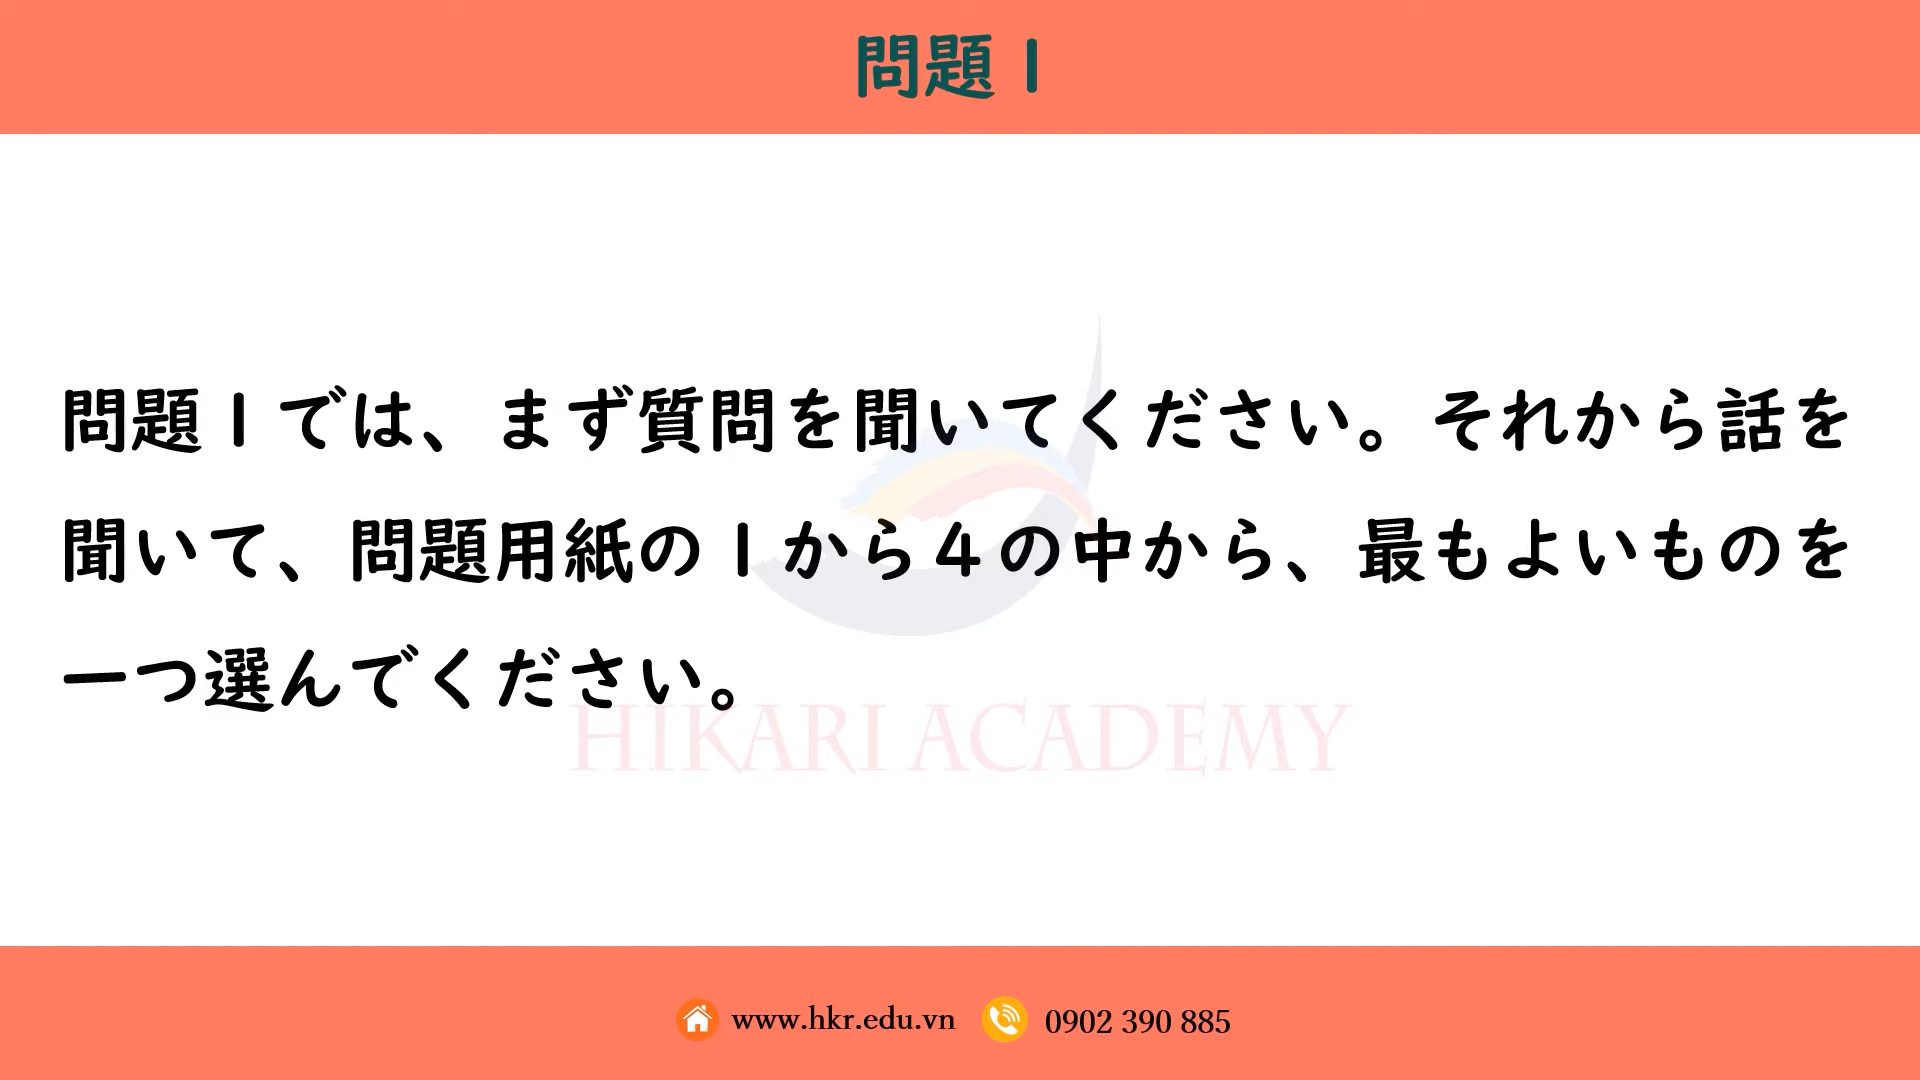 問題１
問題１では、まず質問を聞いてください。それから話を
聞いて、問題用紙の１から４の中から、最もよいものを
一つ選んでください。
HIKARI ACADEMY
www.hkr.edu.vn 0902 390 885